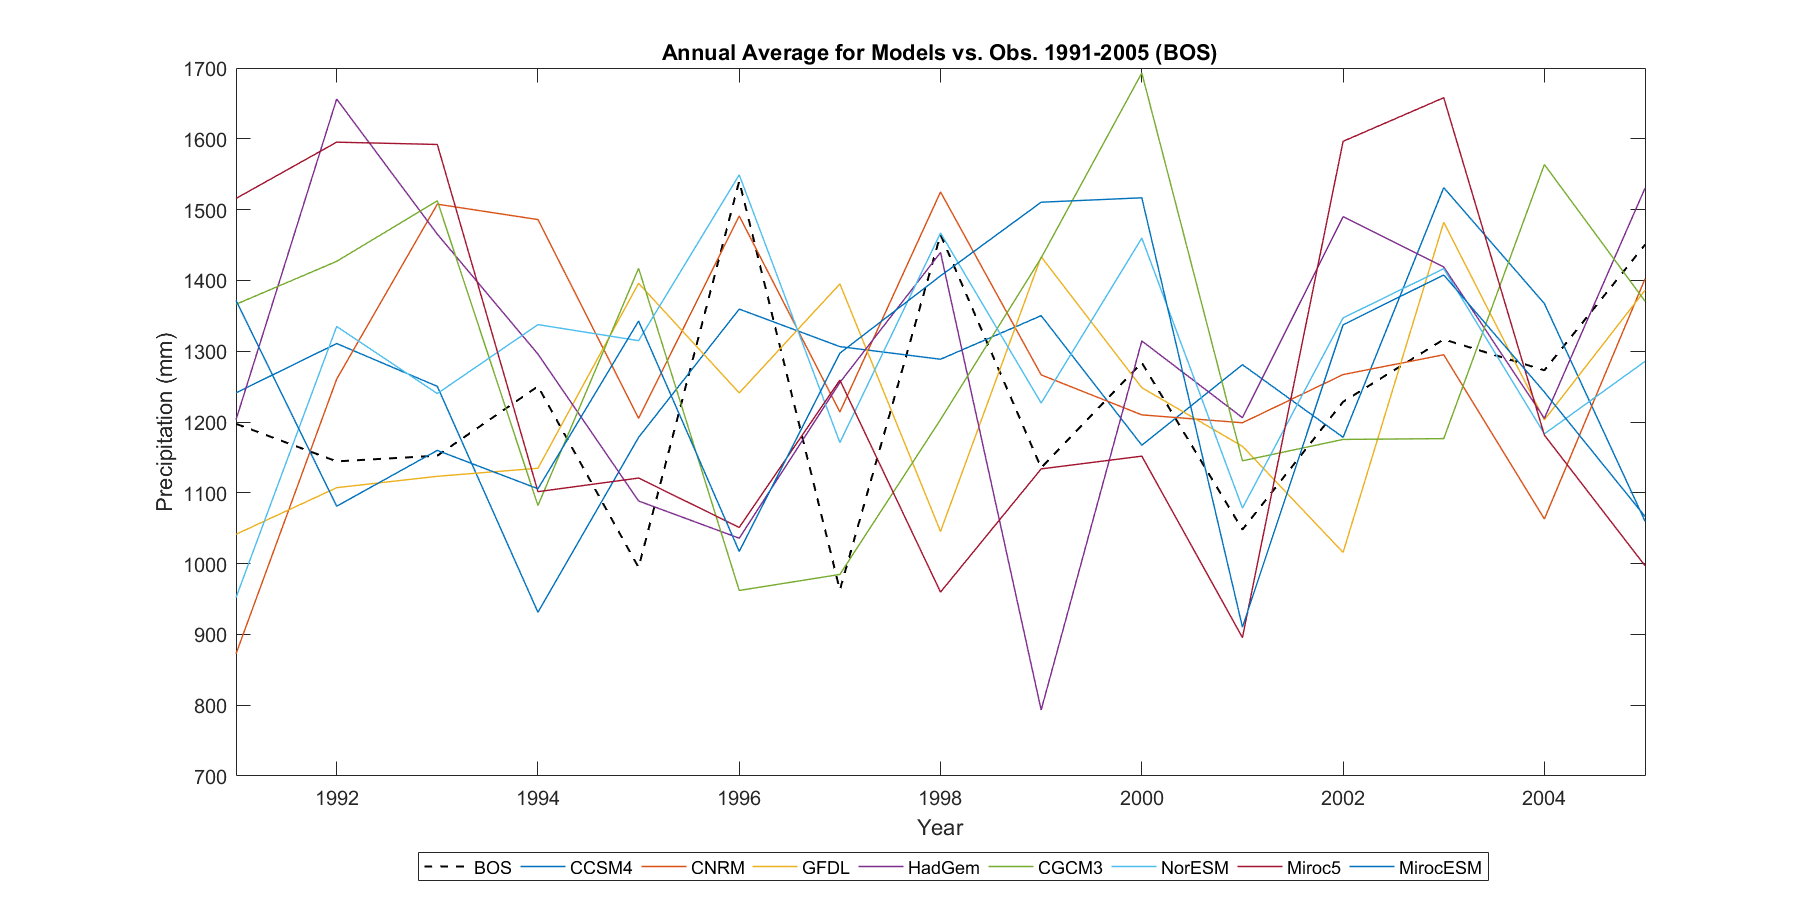 Annual Average for Models vs. Obs. 1991-2005 (BOS)
1700
1600
1500
1400
1300
1200
1100
1000
900
800
700
Precipitation (mm)
1992 1994 1996 1998 2000 2002 2004
Year
BOS CCSM4 CNRM GFDL HadGem CGCM3 NorESM Miroc5 MirocESM